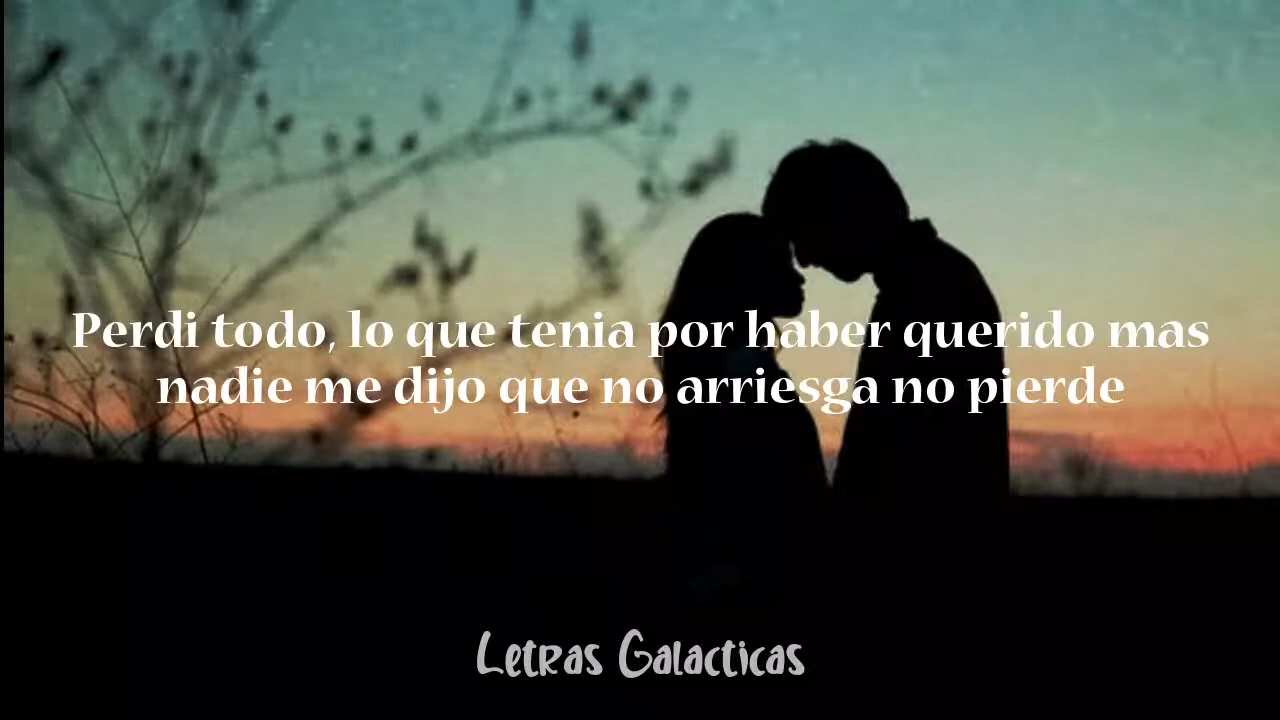 Perdi todo, lo que tenia por haber querido mas
nadie me dijo que no arriesga no pierde
Letras Galacticas